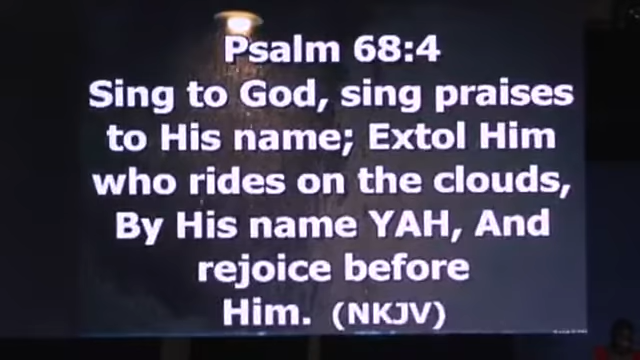 Psalm 68:4
Sing to God, sing praises
to His name; Extol Him
who rides on the clouds,
By His name YAH, And
rejoice before
Him. (NKJV)